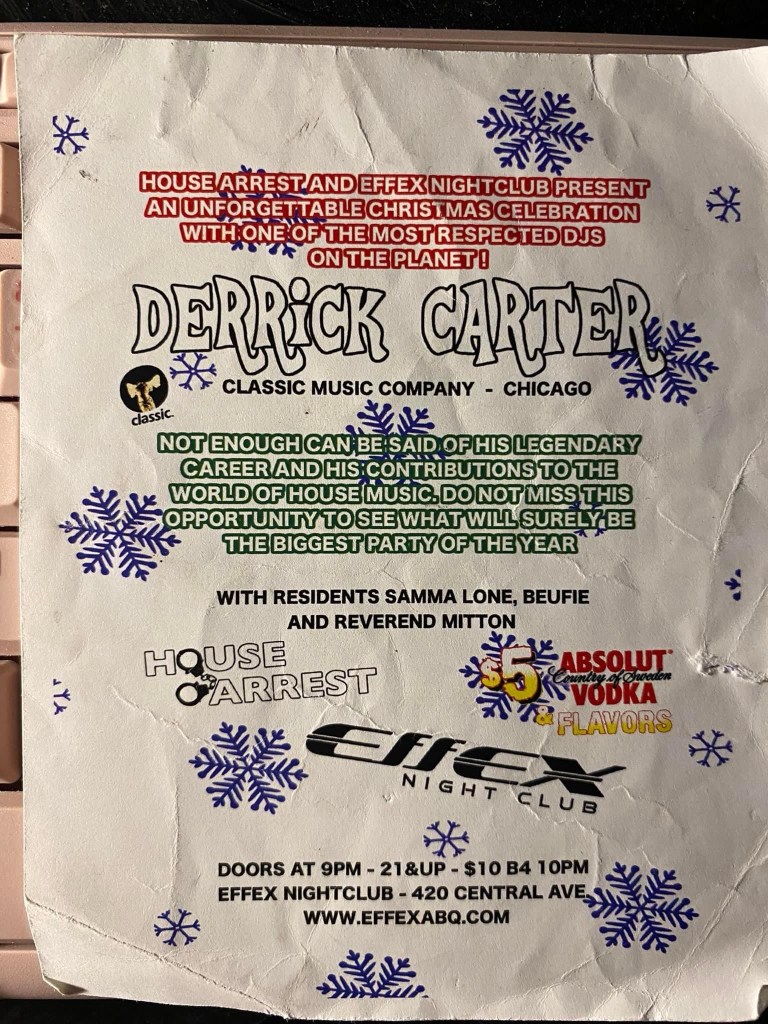 HOUSE ARREST AND EFFEX NIGHTCLUB PRESENT
AN UNFORGETTABLE CHRISTMAS CELEBRATION
WITH ONE OF THE MOST RESPECTED DJS
ON THE PLANET !
DERRiCK CARTER
classic.
CLASSIC MUSIC COMPANY - CHICAGO
NOT ENOUGH CAN BE SAID OF HIS LEGENDARY
CAREER AND HIS CONTRIBUTIONS TO THE
WORLD OF HOUSE MUSIC. DO NOT MISS THIS
OPPORTUNITY TO SEE WHAT WILL SURELY BE
THE BIGGEST PARTY OF THE YEAR
WITH RESIDENTS SAMMA LONE, BEUFIE
AND REVEREND MITTON
HOUSE
ARREST
$5 ABSOLUT
Country of Sweden
VODKA
& FLAVORS
EFFEX
NIGHT CLUB
DOORS AT 9PM - 21&UP - $10 B4 10PM
EFFEX NIGHTCLUB - 420 CENTRAL AVE.
WWW.EFFEXABQ.COM